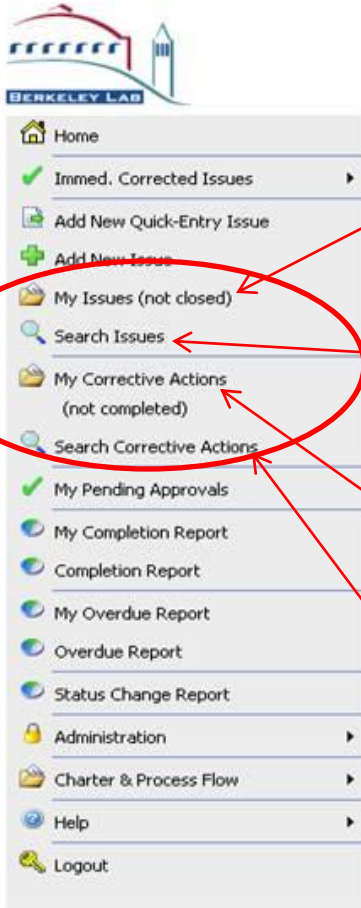 BERKELEY LAB
Home
Immed. Corrected Issues
Add New Quick-Entry Issue
Add New Issue
My Issues (not closed)
Search Issues
My Corrective Actions
(not completed)
Search Corrective Actions
My Pending Approvals
My Completion Report
Completion Report
My Overdue Report
Overdue Report
Status Change Report
Administration
Charter & Process Flow
Help
Logout